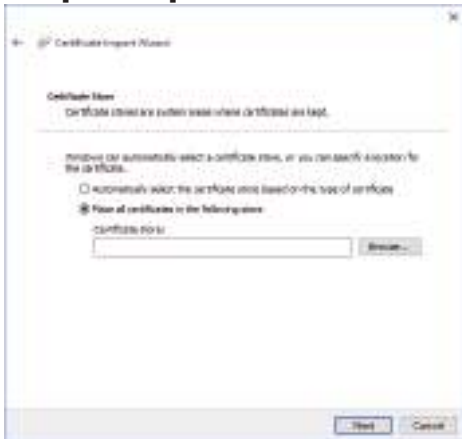 Certificate Import Wizard
Certificate Store
Certificate stores are system areas where certificates are kept.
Windows can automatically select a certificate store, or you can specify a location for
the certificate.
Automatically select the certificate store based on the type of certificate
Place all certificates in the following store
Certificate store:
Browse...
Next
Cancel